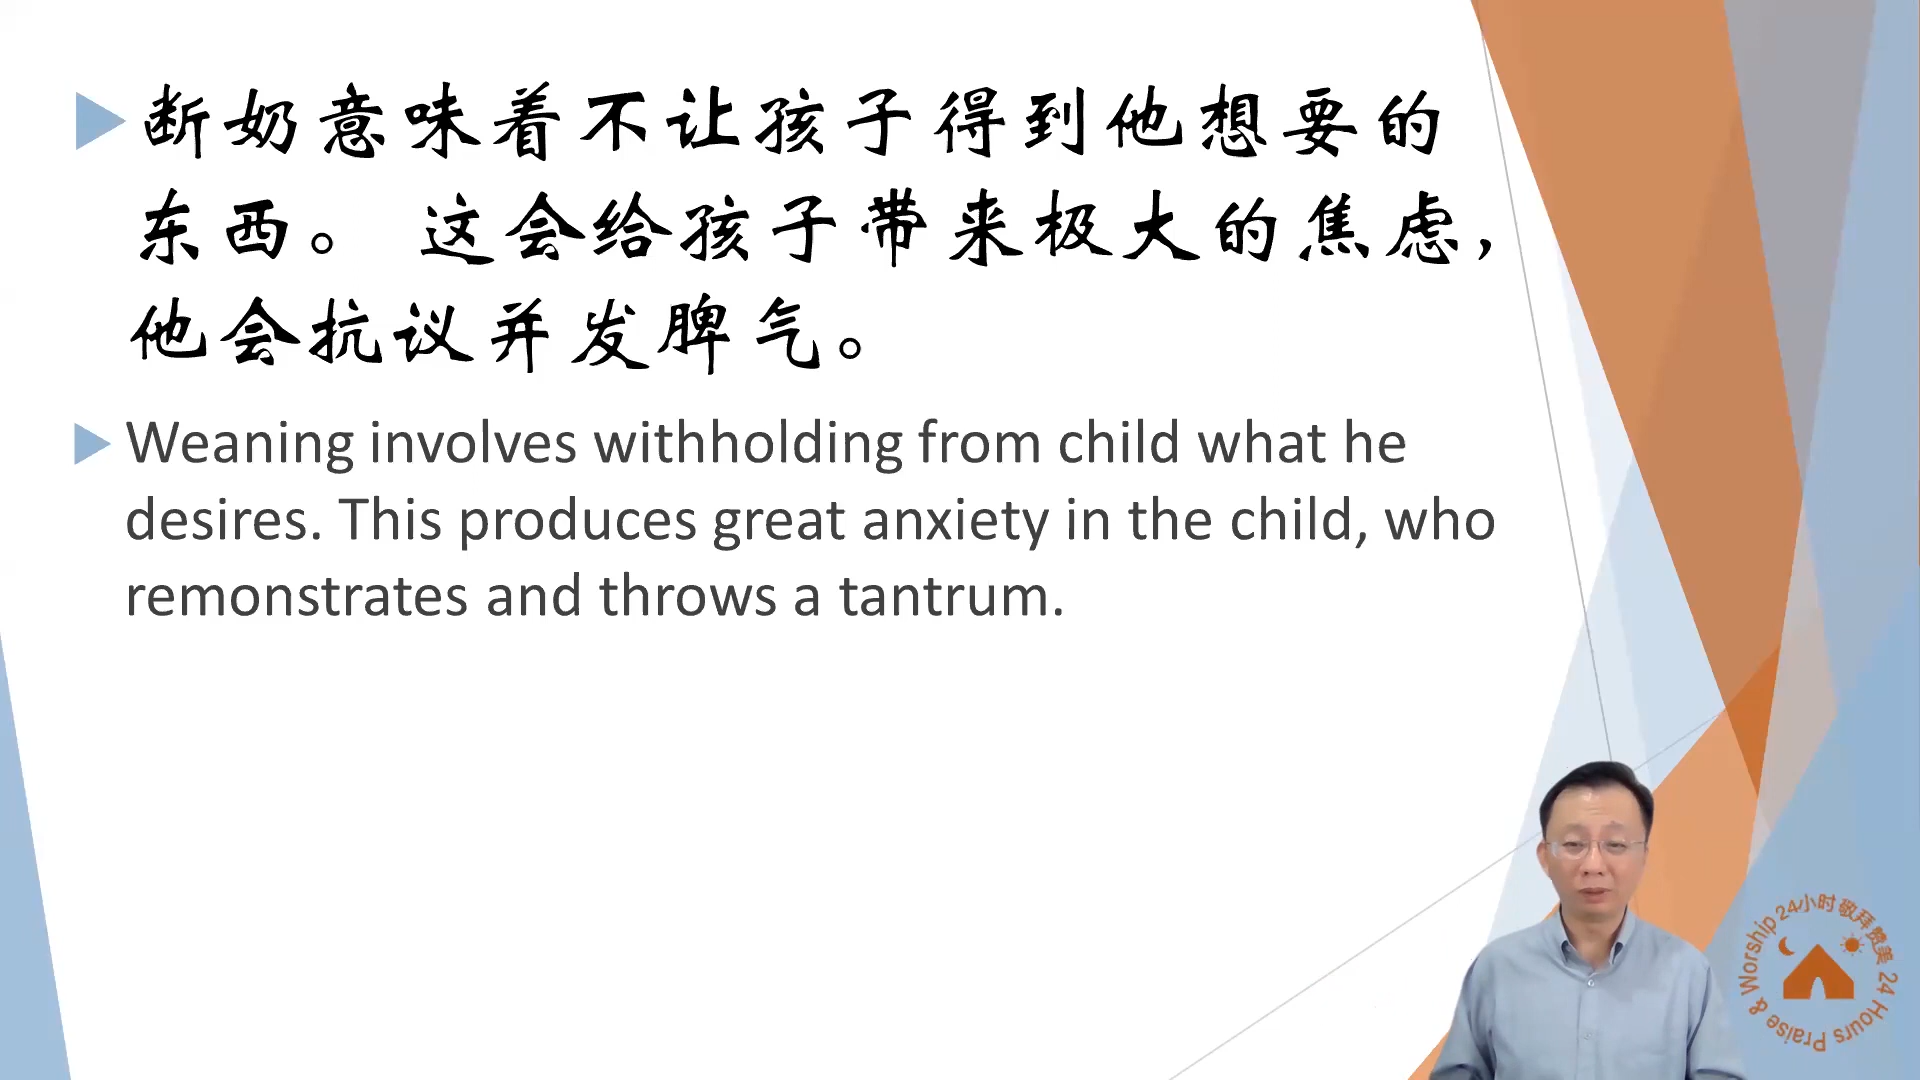 断奶意味着不让孩子得到他想要的
东西。 这会给孩子带来极大的焦虑，
他会抗议并发脾气。
Weaning involves withholding from child what he
desires. This produces great anxiety in the child, who
remonstrates and throws a tantrum.
24小时敬拜赞美 24 Hours Praise & Worship